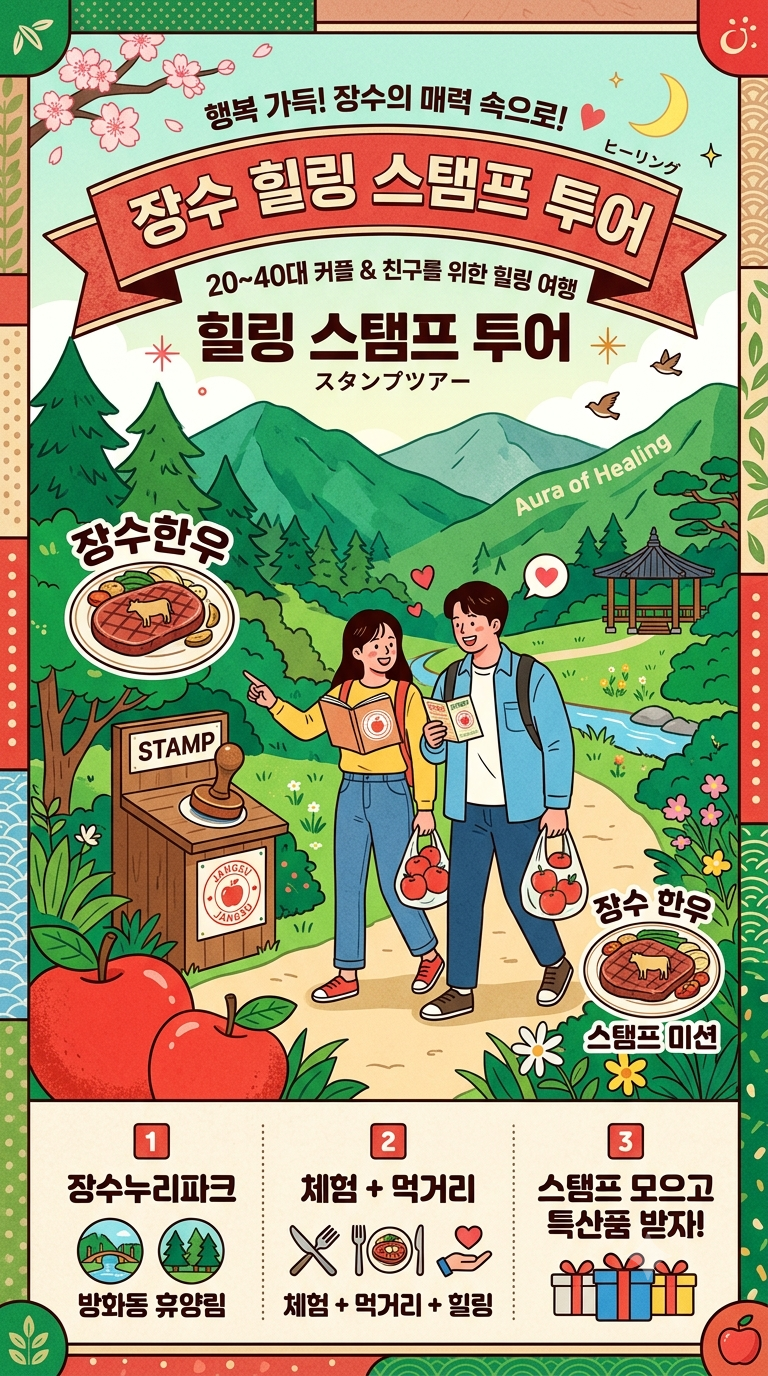 행복 가득! 장수의 매력 속으로!
ヒーリング
장수 힐링 스탬프 투어
20~40대 커플 & 친구를 위한 힐링 여행
힐링 스탬프 투어
スタンプツアー
Aura of Healing
장수한우
STAMP
JANGSU
JANGSU
장수 한우
스탬프 미션
1
장수누리파크
방화동 휴양림
2
체험 + 먹거리
체험 + 먹거리 + 힐링
3
스탬프 모으고
특산품 받자!